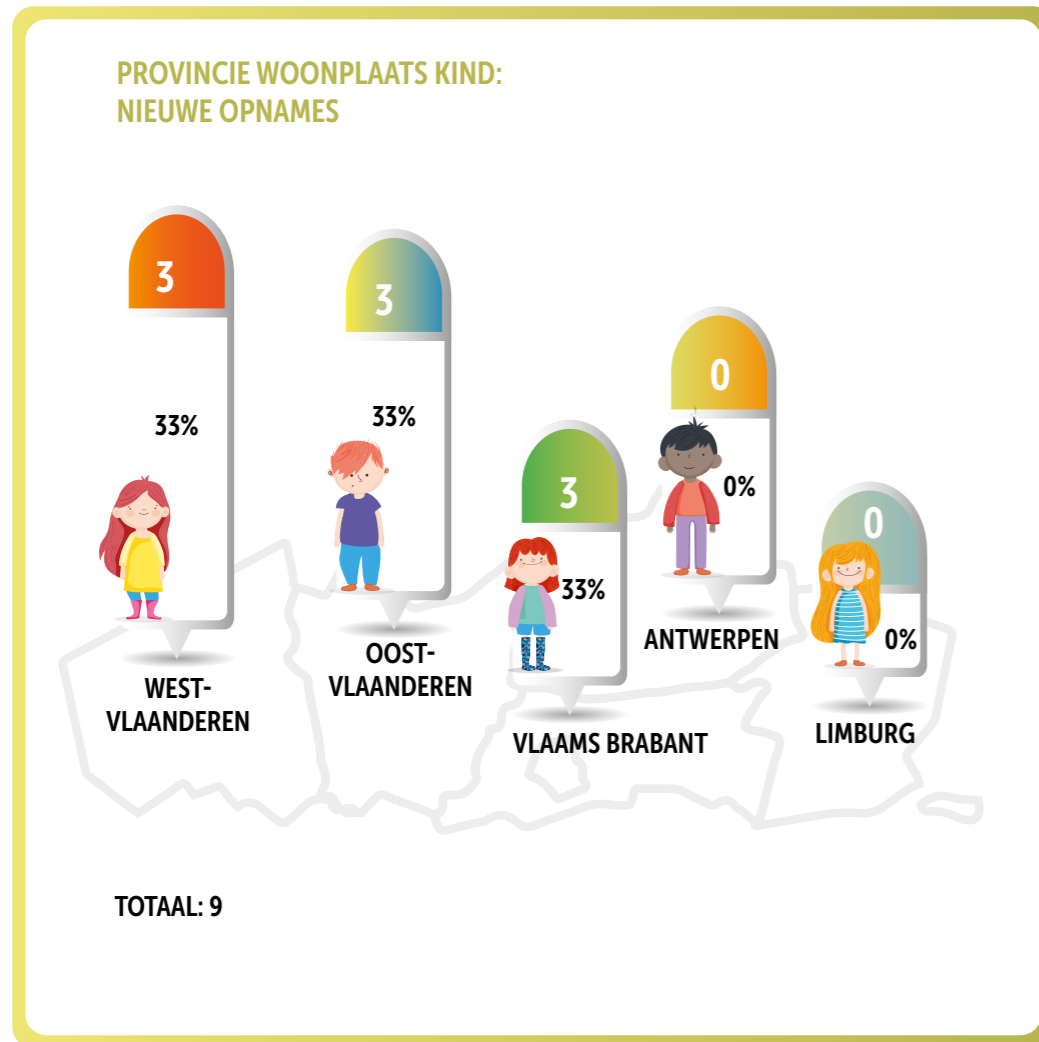 PROVINCIE WOONPLAATS KIND:
NIEUWE OPNAMES
3
33%
WEST-
VLAANDEREN
3
33%
OOST-
VLAANDEREN
3
33%
VLAAMS BRABANT
0
0%
ANTWERPEN
0
0%
LIMBURG
TOTAAL: 9